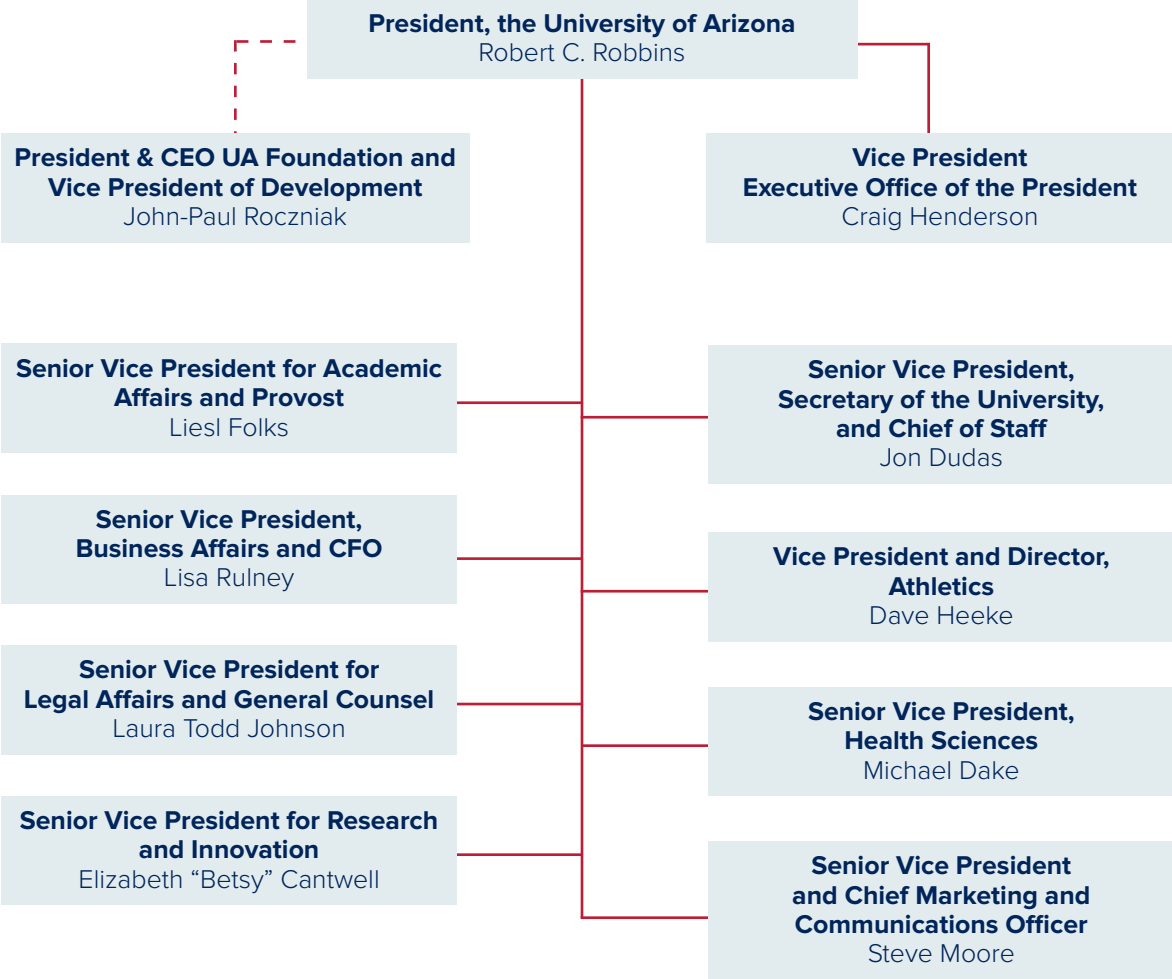 President, the University of Arizona
Robert C. Robbins
President & CEO UA Foundation and
Vice President of Development
John-Paul Roczniak
Vice President
Executive Office of the President
Craig Henderson
Senior Vice President for Academic
Affairs and Provost
Liesl Folks
Senior Vice President,
Secretary of the University,
and Chief of Staff
Jon Dudas
Senior Vice President,
Business Affairs and CFO
Lisa Rulney
Vice President and Director,
Athletics
Dave Heeke
Senior Vice President for
Legal Affairs and General Counsel
Laura Todd Johnson
Senior Vice President,
Health Sciences
Michael Dake
Senior Vice President for Research
and Innovation
Elizabeth “Betsy” Cantwell
Senior Vice President
and Chief Marketing and
Communications Officer
Steve Moore